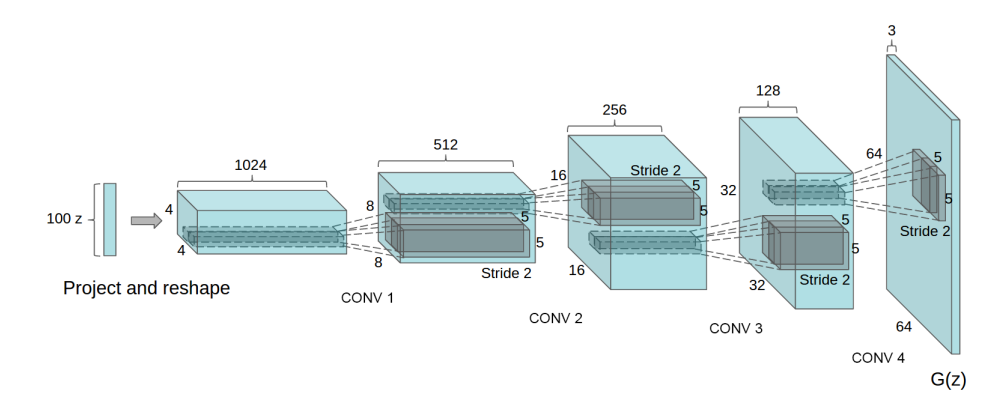 100 z
Project and reshape
1024
4
4
512
8
5
5
8
Stride 2
CONV 1
256
16
Stride 2
5
5
16
CONV 2
128
32
5
5
32
Stride 2
CONV 3
3
64
5
5
Stride 2
64
CONV 4
G(z)